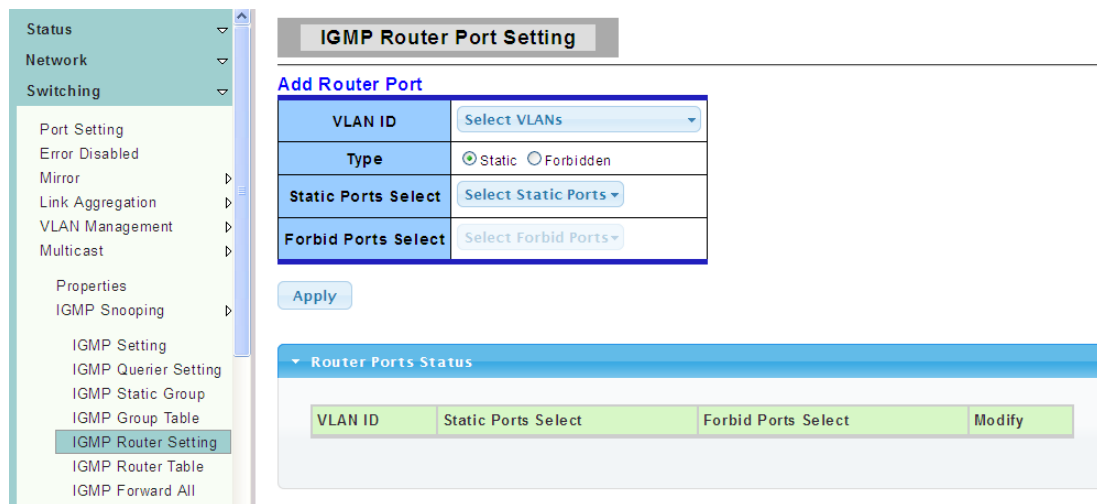 Status
Network
Switching
Port Setting
Error Disabled
Mirror
Link Aggregation
VLAN Management
Multicast
Properties
IGMP Snooping
IGMP Setting
IGMP Querier Setting
IGMP Static Group
IGMP Group Table
IGMP Router Setting
IGMP Router Table
IGMP Forward All
IGMP Router Port Setting
Add Router Port
VLAN ID Select VLANs
Type Static Forbidden
Static Ports Select Select Static Ports
Forbid Ports Select Select Forbid Ports
Apply
Router Ports Status
VLAN ID Static Ports Select Forbid Ports Select Modify